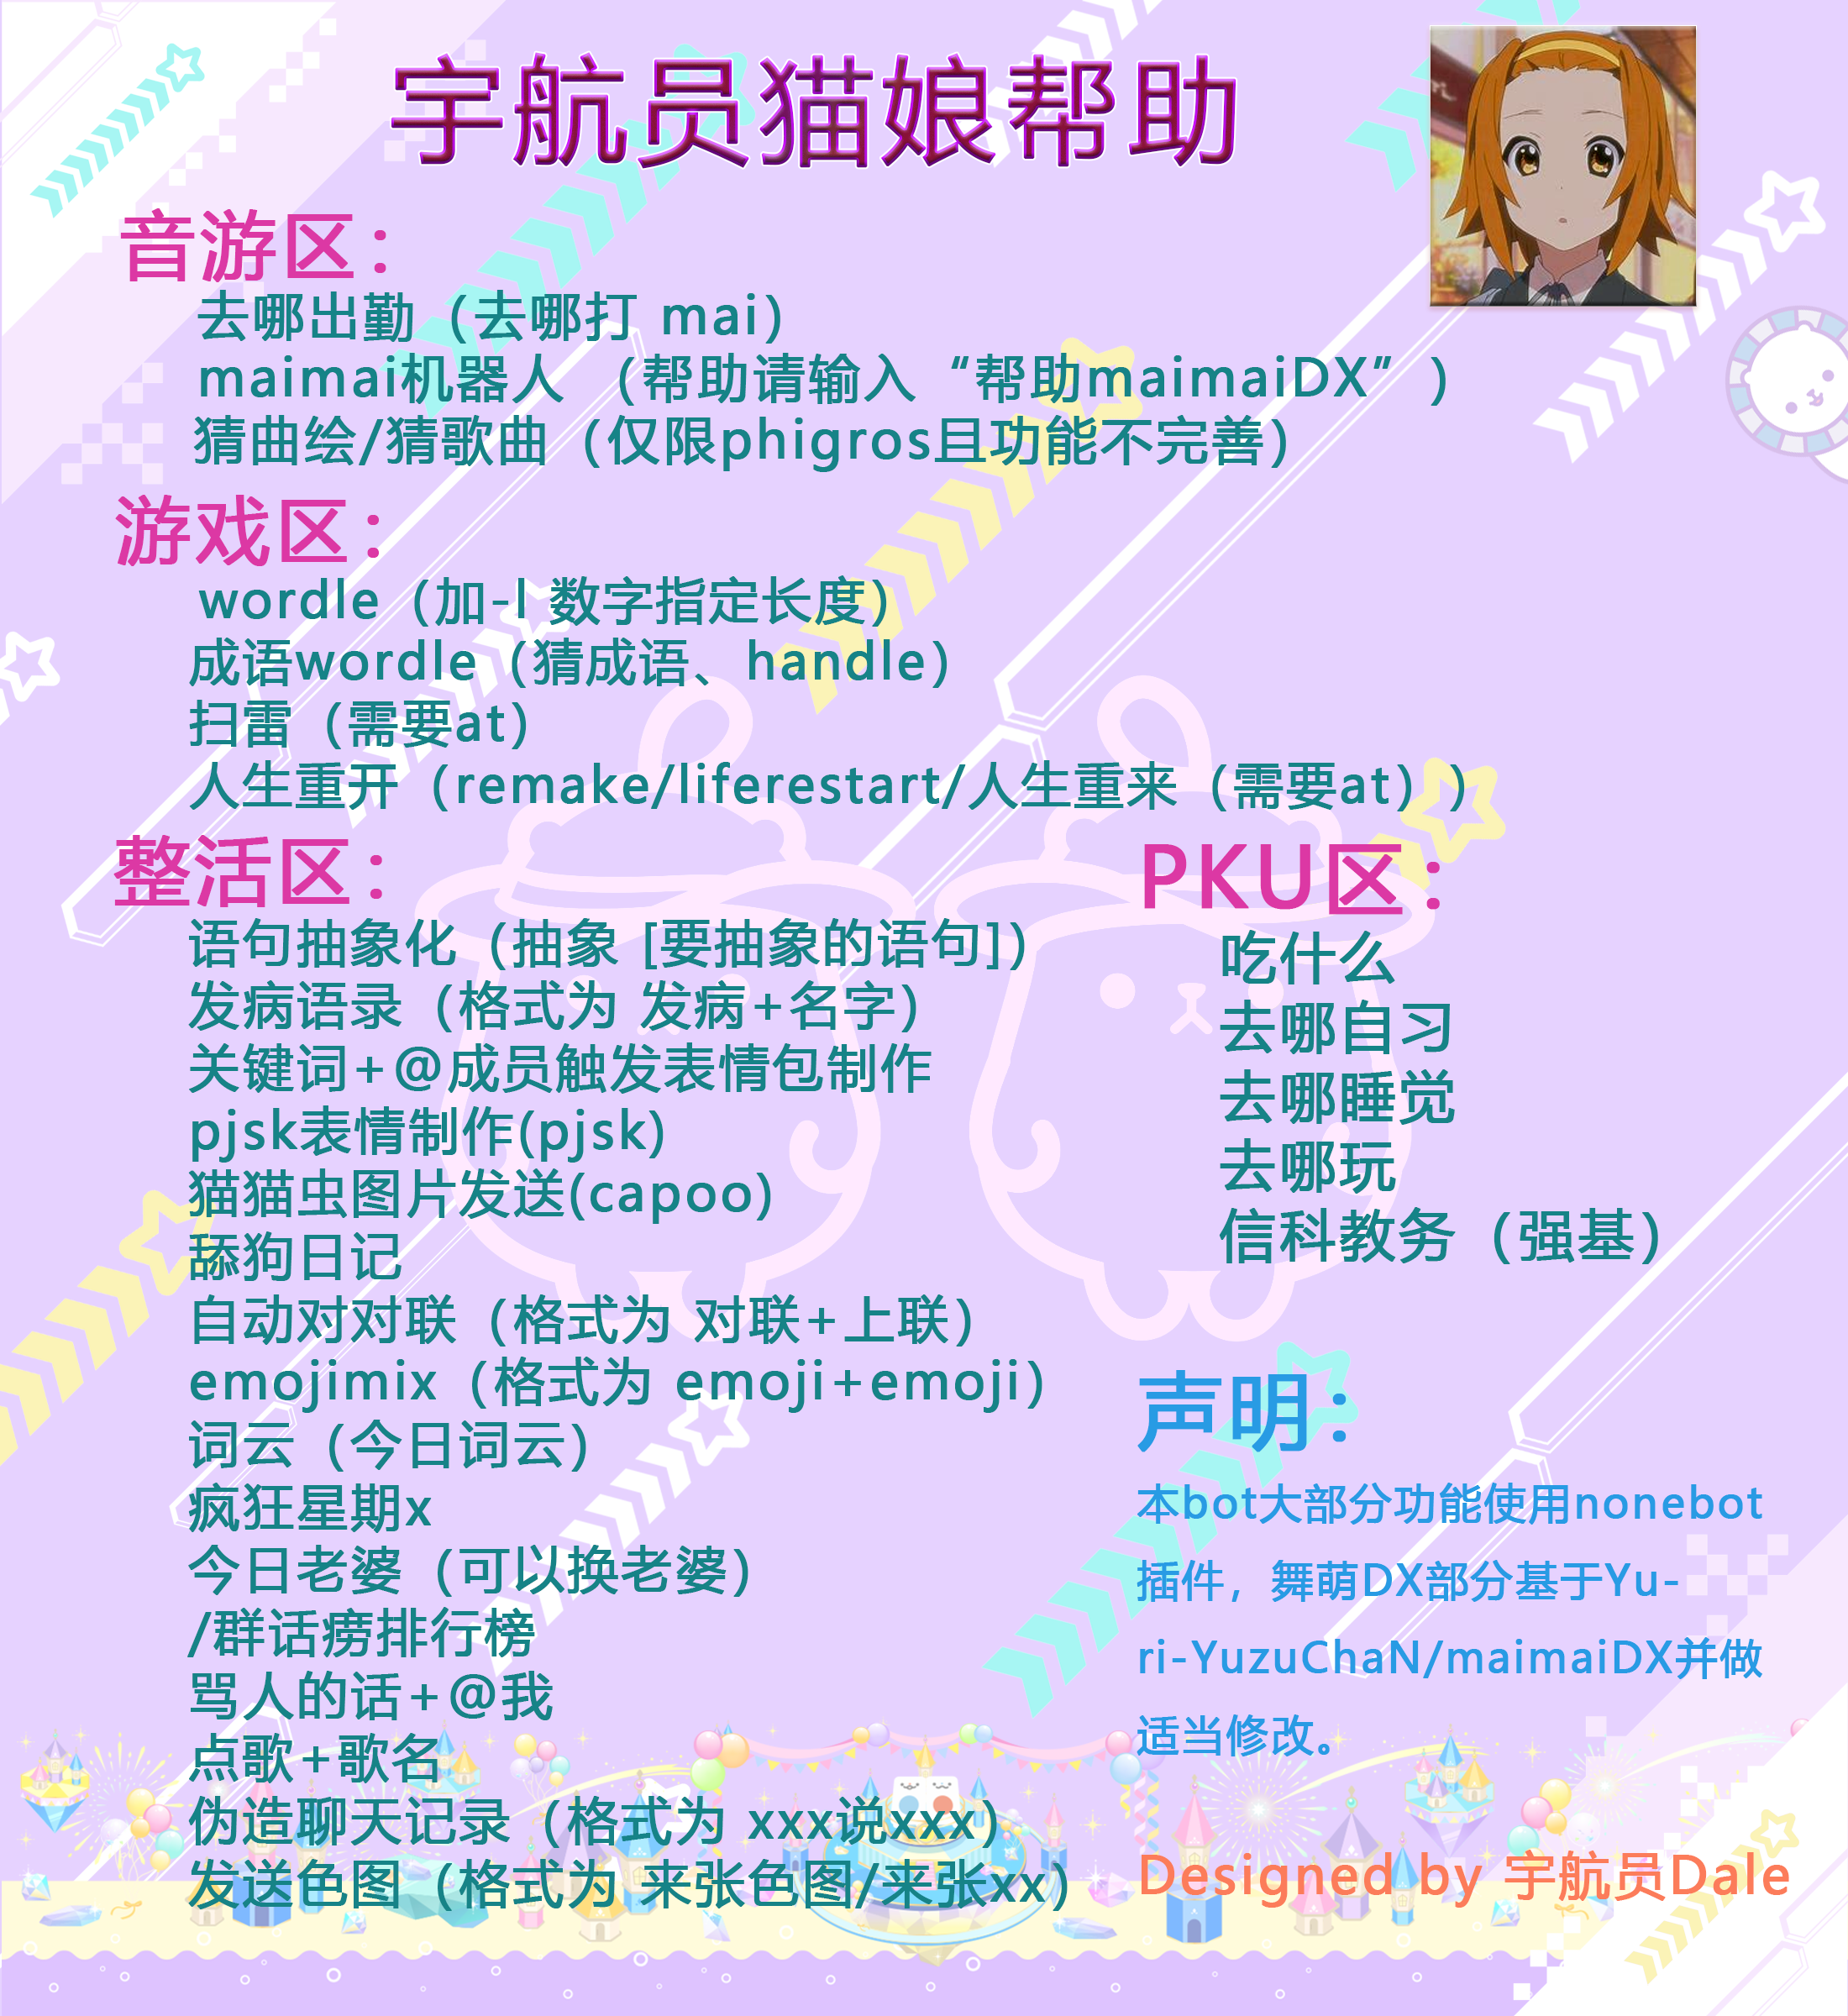 宇航员猫娘帮助
音游区：
去哪出勤（去哪打 mai）
maimai机器人 （帮助请输入“帮助maimaiDX”）
猜曲绘/猜歌曲（仅限phigros且功能不完善）
游戏区：
wordle（加-l 数字指定长度）
成语wordle（猜成语、handle）
扫雷（需要at）
人生重开（remake/liferestart/人生重来（需要at））
整活区：
语句抽象化（抽象 [要抽象的语句]）
发病语录（格式为 发病+名字）
关键词+@成员触发表情包制作
pjsk表情制作(pjsk)
猫猫虫图片发送(capoo)
舔狗日记
自动对对联（格式为 对联+上联）
emojimix（格式为 emoji+emoji）
词云（今日词云）
疯狂星期x
今日老婆（可以换老婆）
/群话痨排行榜
骂人的话+@我
点歌+歌名
伪造聊天记录（格式为 xxx说xxx）
发送色图（格式为 来张色图/来张xx）
PKU区：
吃什么
去哪自习
去哪睡觉
去哪玩
信科教务（强基）
声明：
本bot大部分功能使用nonebot
插件，舞萌DX部分基于Yu-
ri-YuzuChaN/maimaiDX并做
适当修改。
Designed by 宇航员Dale